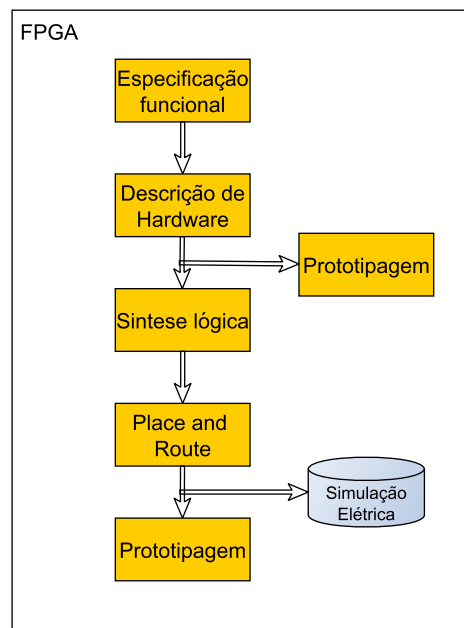 FPGA
Especificação
funcional
Descrição de
Hardware
Prototipagem
Sintese lógica
Place and
Route
Simulação
Elétrica
Prototipagem